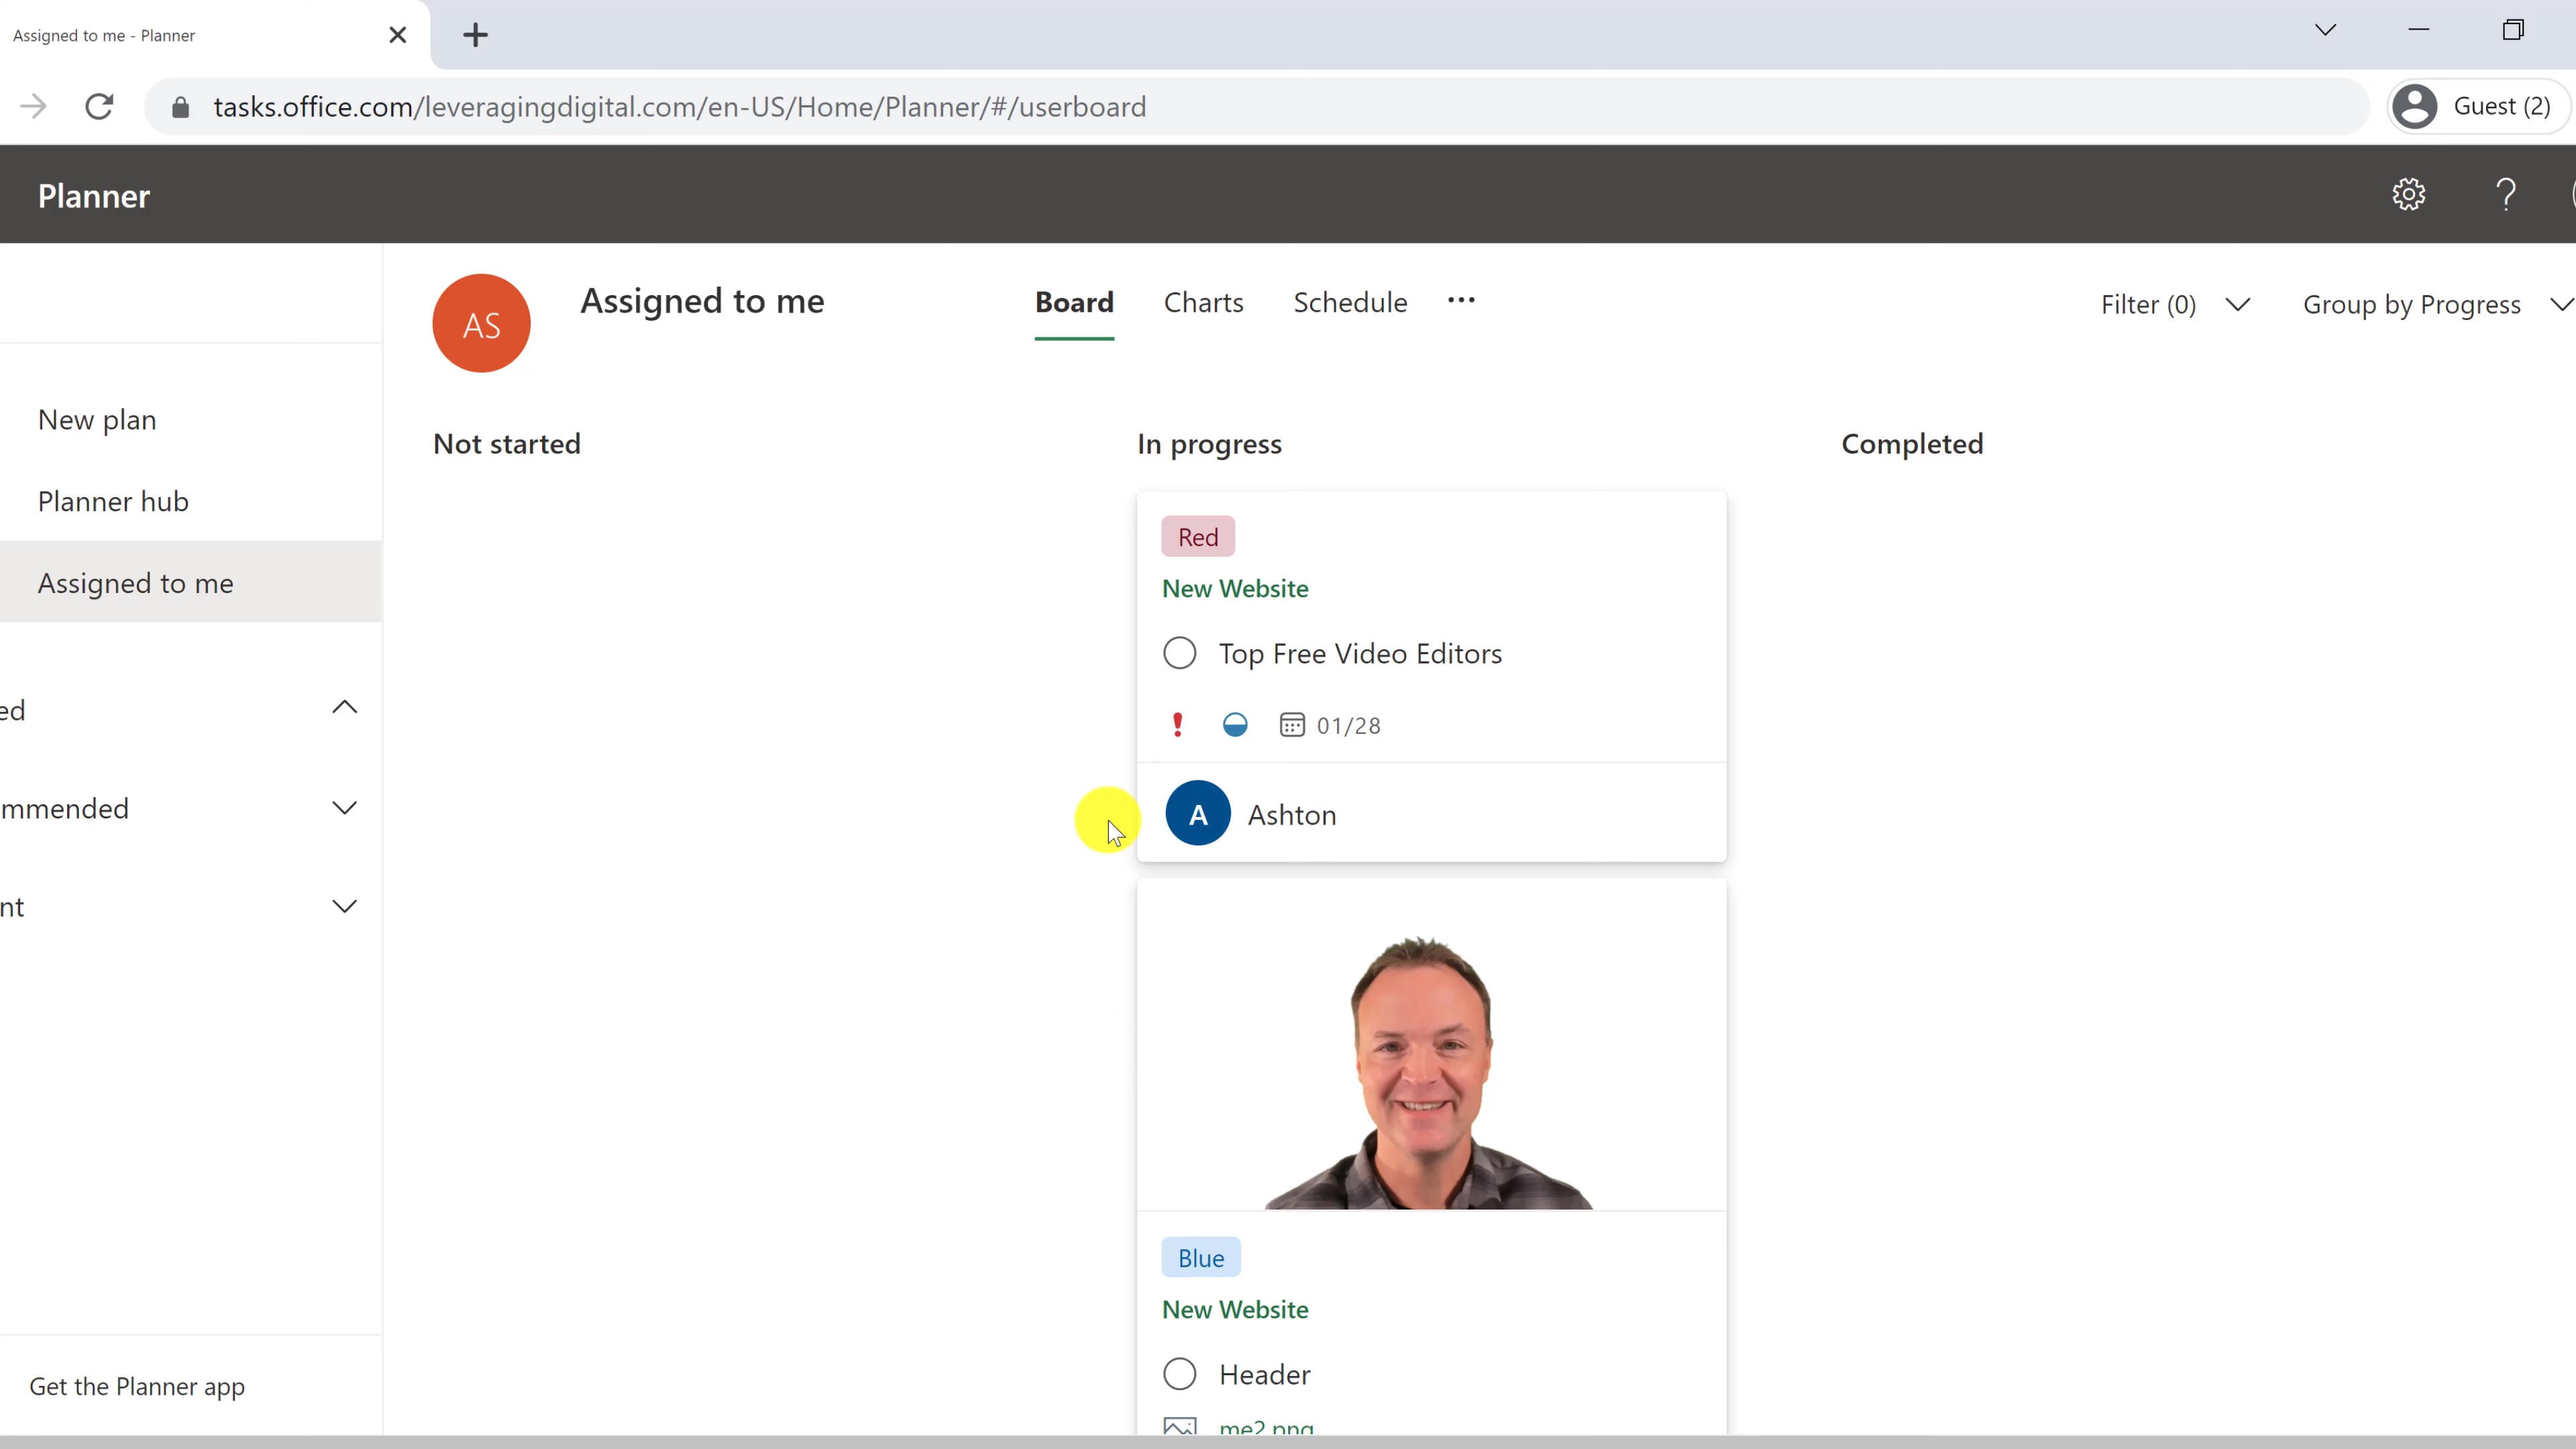 Assigned to me - Planner
tasks.office.com/leveragingdigital.com/en-US/Home/Planner/#/userboard
Guest (2)
Planner
?
AS
Assigned to me
Board
Charts
Schedule
Filter (0)
Group by Progress
New plan
Planner hub
Assigned to me
ed
mmended
nt
Get the Planner app
Not started
In progress
Completed
Red
New Website
Top Free Video Editors
01/28
A
Ashton
Blue
New Website
Header
me2.png